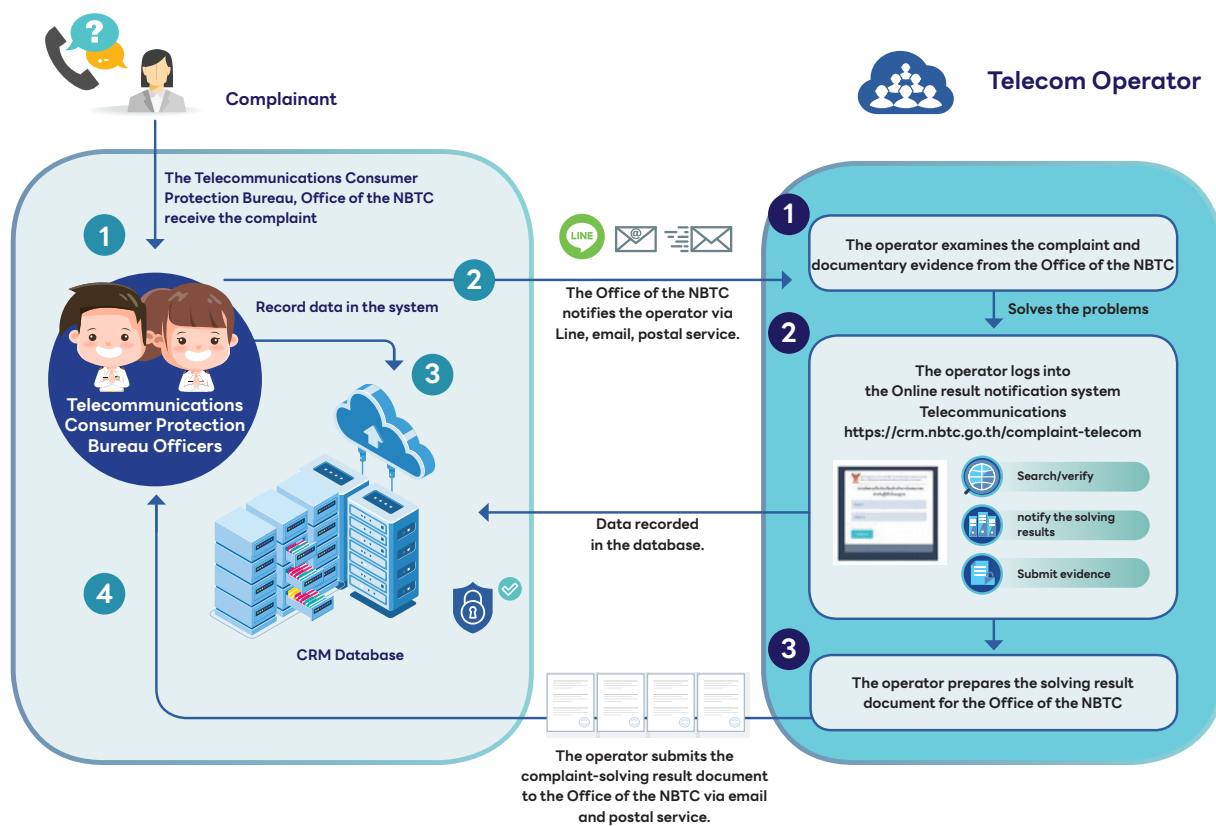 Complainant
Telecom Operator
The Telecommunications Consumer
Protection Bureau, Office of the NBTC
receive the complaint
1
2
LINE
The Office of the NBTC
notifies the operator via
Line, email, postal service.
Record data in the system
3
Telecommunications
Consumer Protection
Bureau Officers
CRM Database
4
1
The operator examines the complaint and
documentary evidence from the Office of the NBTC
Solves the problems
2
The operator logs into
the Online result notification system
Telecommunications
https://crm.nbtc.go.th/complaint-telecom
Search/verify
notify the solving
results
Submit evidence
Data recorded
in the database.
3
The operator prepares the solving result
document for the Office of the NBTC
The operator submits the
complaint-solving result document
to the Office of the NBTC via email
and postal service.